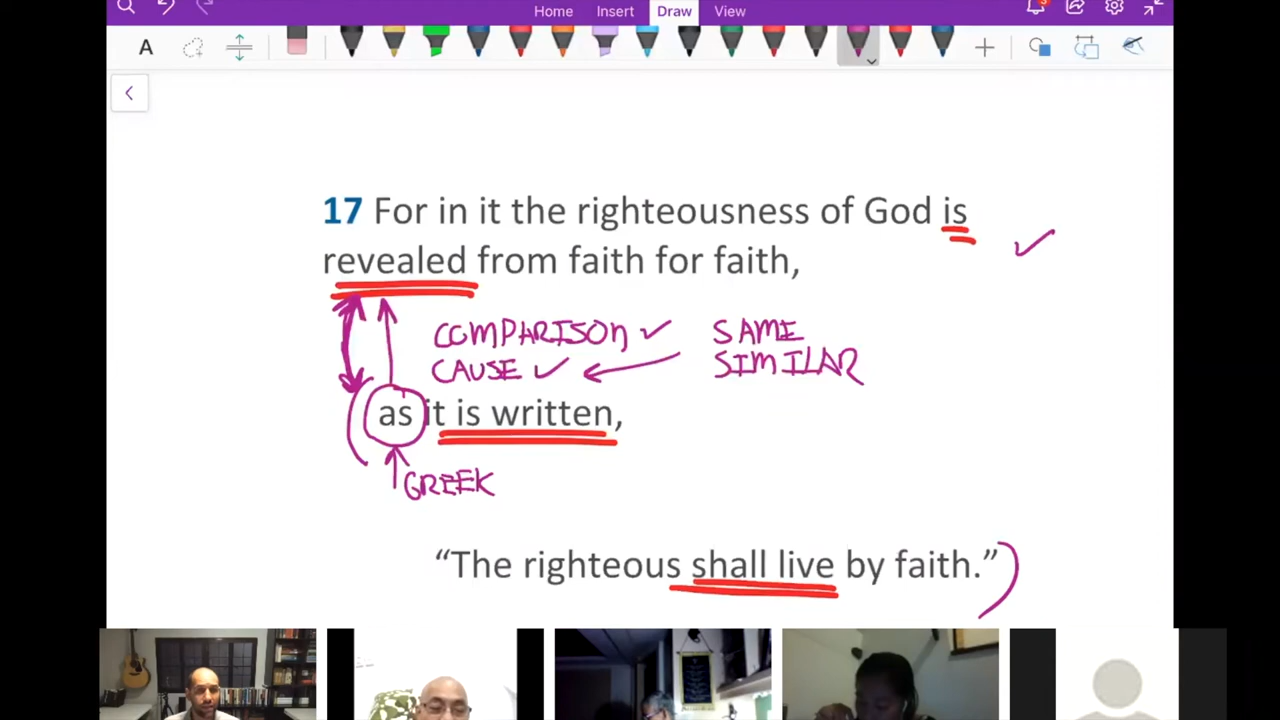 Home Insert Draw View
A
17 For in it the righteousness of God is
revealed from faith for faith,
COMPARISON ✓ SAME
CAUSE ✓ SIMILAR
as it is written,
GREEK
“The righteous shall live by faith.”